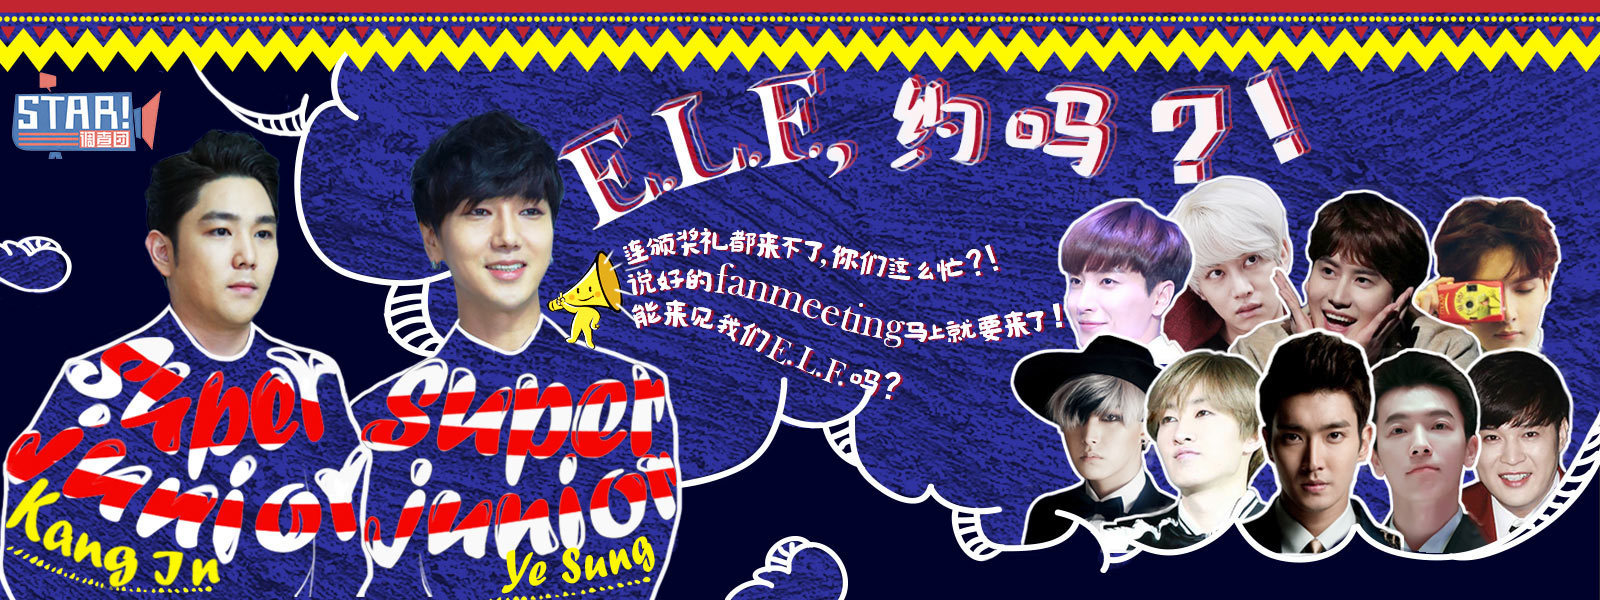 STAR!
调查团
E.L.F., 约吗?!
连颁奖礼都来不了,你们这么忙?!
说好的fanmeeting马上就要来了!
能来见我们E.L.F.吗?
super
junior
Kang In
super
junior
Ye Sung